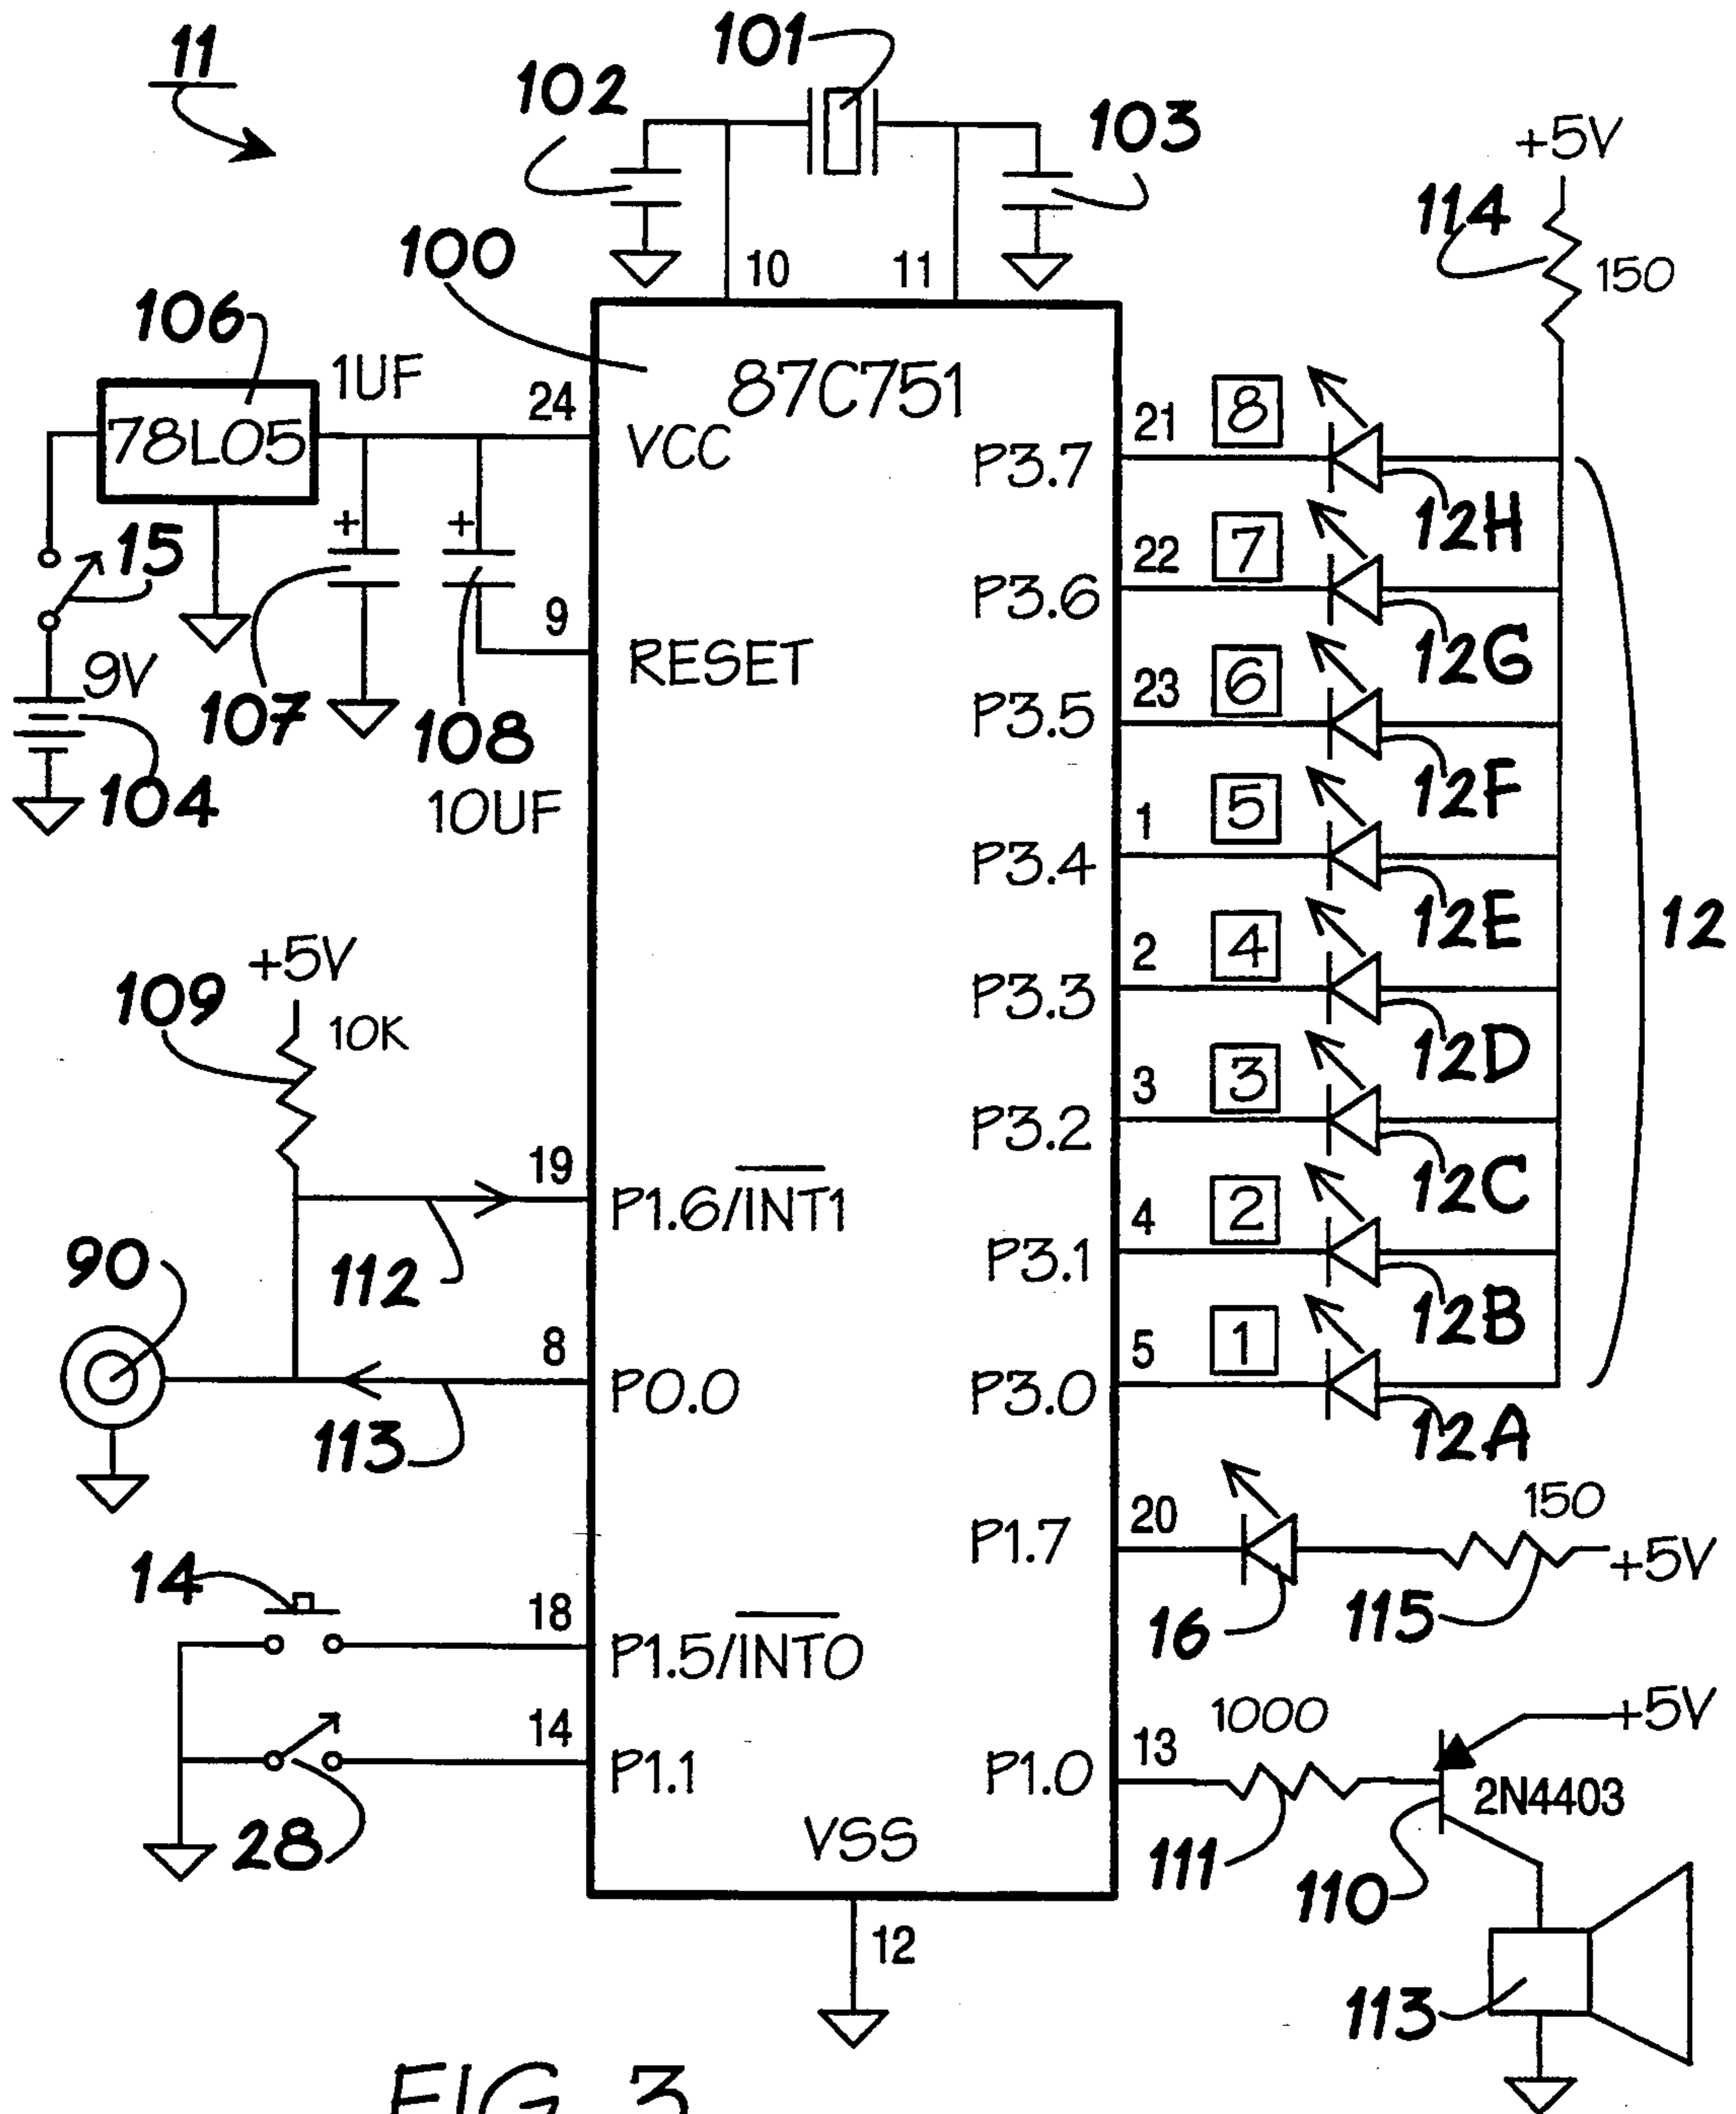 11
101
102
103
+5V
114
150
100
10
11
106
1UF
78L05
24
VCC
87C751
P3.7
21
8
12H
15
+
+
P3.6
22
7
12G
9
RESET
9V
107
108
10UF
104
P3.5
23
6
12F
P3.4
1
5
12E
12
+5V
109
10K
P3.3
2
4
12D
P3.2
3
3
12C
19
P1.6/INT1
112
P3.1
4
2
12B
90
8
P0.0
113
P3.0
5
1
12A
P1.7
20
16
115
150
+5V
14
18
P1.5/INT0
14
P1.1
28
P1.0
13
1000
111
+5V
2N4403
110
VSS
12
113
FIG. 3